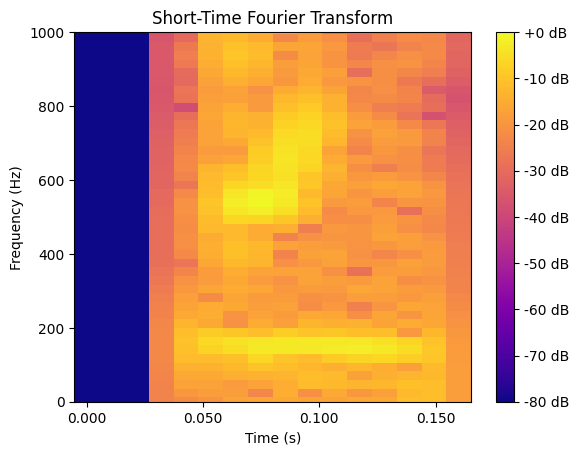 Short-Time Fourier Transform
1000
800
600
400
200
0
Frequency (Hz)
0.000
0.050
0.100
0.150
Time (s)
+0 dB
-10 dB
-20 dB
-30 dB
-40 dB
-50 dB
-60 dB
-70 dB
-80 dB